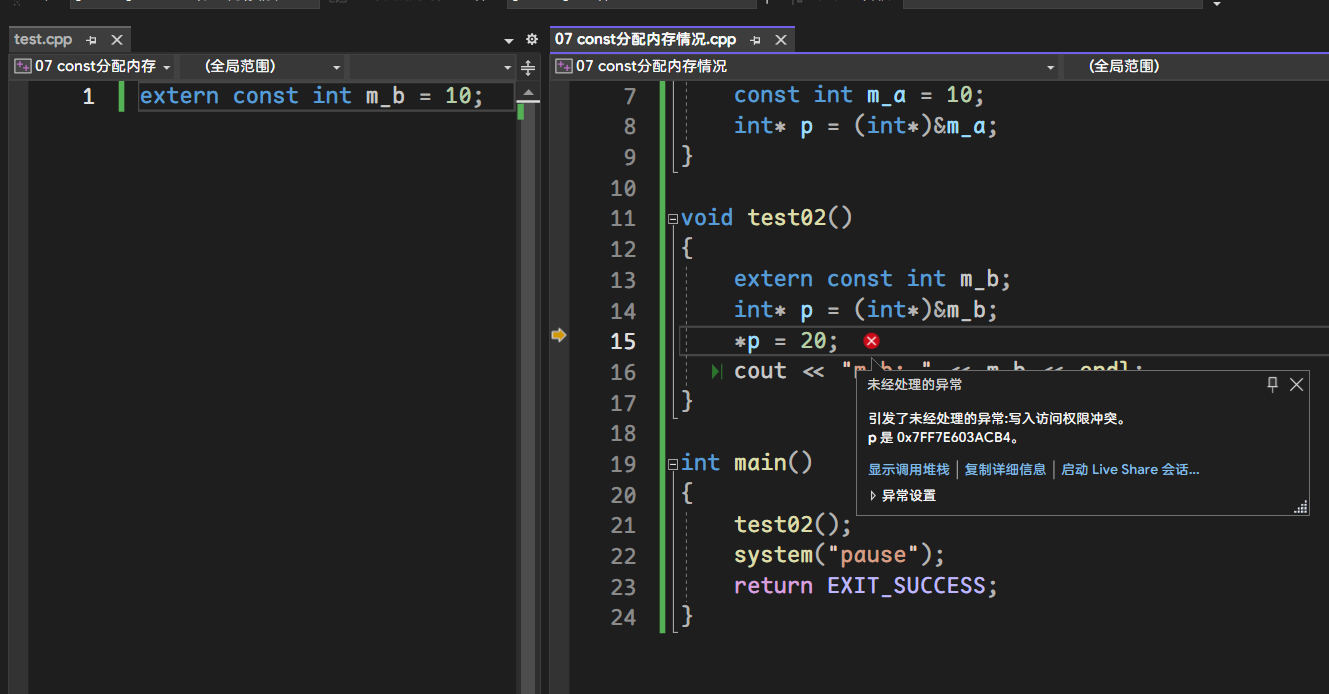 test.cpp
07 const分配内存
(全局范围)
1 extern const int m_b = 10;
07 const分配内存情况.cpp
07 const分配内存情况
(全局范围)
7 const int m_a = 10;
8 int* p = (int*)&m_a;
9 }
10
11 void test02()
12 {
13 extern const int m_b;
14 int* p = (int*)&m_b;
15 *p = 20;
16 cout <<
17 }
18
19 int main()
20 {
21 test02();
22 system("pause");
23 return EXIT_SUCCESS;
24 }
未经处理的异常
引发了未经处理的异常:写入访问权限冲突。
p 是 0x7FF7E603ACB4。
显示调用堆栈 | 复制详细信息 | 启动 Live Share 会话...
异常设置